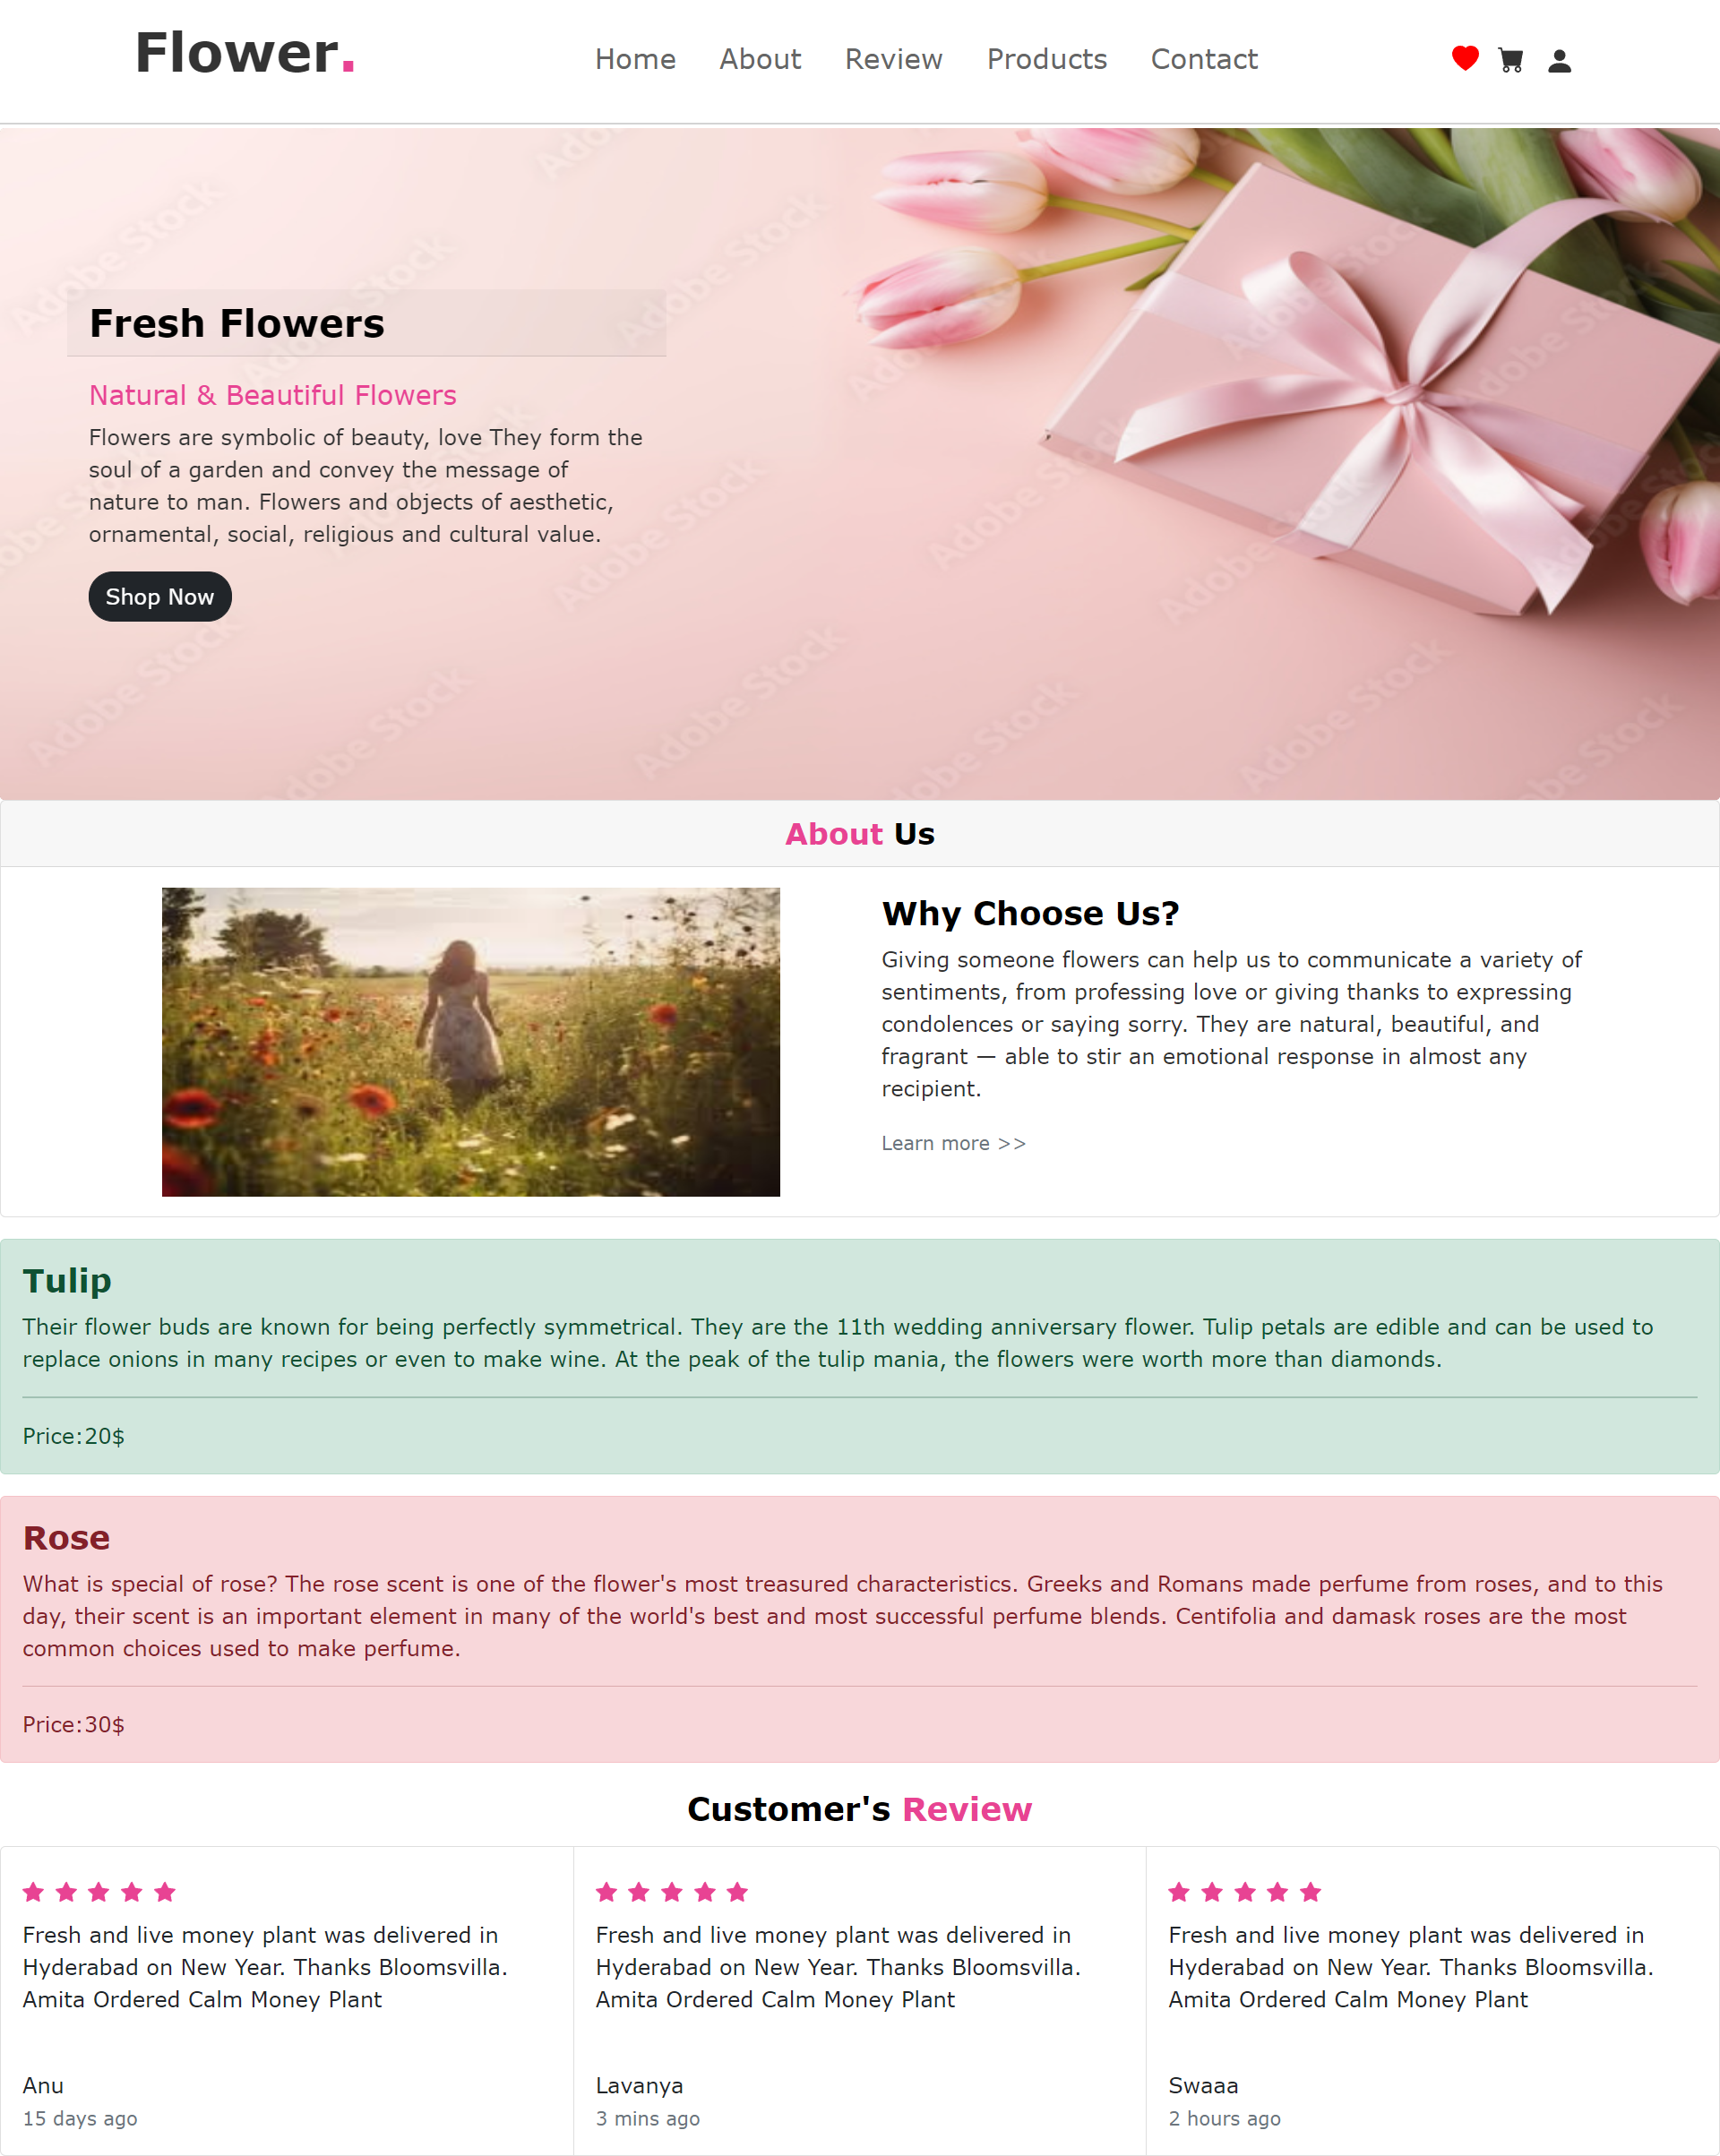 Flower.
Home About Review Products Contact
Adobe Stock
Fresh Flowers
Natural & Beautiful Flowers
Flowers are symbolic of beauty, love They form the
soul of a garden and convey the message of
nature to man. Flowers and objects of aesthetic,
ornamental, social, religious and cultural value.
Shop Now
About Us
Why Choose Us?
Giving someone flowers can help us to communicate a variety of
sentiments, from professing love or giving thanks to expressing
condolences or saying sorry. They are natural, beautiful, and
fragrant — able to stir an emotional response in almost any
recipient.
Learn more >>
Tulip
Their flower buds are known for being perfectly symmetrical. They are the 11th wedding anniversary flower. Tulip petals are edible and can be used to
replace onions in many recipes or even to make wine. At the peak of the tulip mania, the flowers were worth more than diamonds.
Price:20$
Rose
What is special of rose? The rose scent is one of the flower's most treasured characteristics. Greeks and Romans made perfume from roses, and to this
day, their scent is an important element in many of the world's best and most successful perfume blends. Centifolia and damask roses are the most
common choices used to make perfume.
Price:30$
Customer's Review
Fresh and live money plant was delivered in
Hyderabad on New Year. Thanks Bloomsvilla.
Amita Ordered Calm Money Plant
Anu
15 days ago
Fresh and live money plant was delivered in
Hyderabad on New Year. Thanks Bloomsvilla.
Amita Ordered Calm Money Plant
Lavanya
3 mins ago
Fresh and live money plant was delivered in
Hyderabad on New Year. Thanks Bloomsvilla.
Amita Ordered Calm Money Plant
Swaaa
2 hours ago